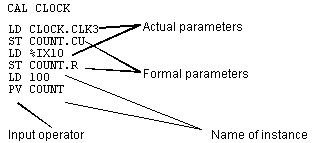 CAL CLOCK
LD CLOCK.CLK3
Actual parameters
ST COUNT.CU
LD %IX10
ST COUNT.R
Formal parameters
LD 100
PV COUNT
Input operator
Name of instance